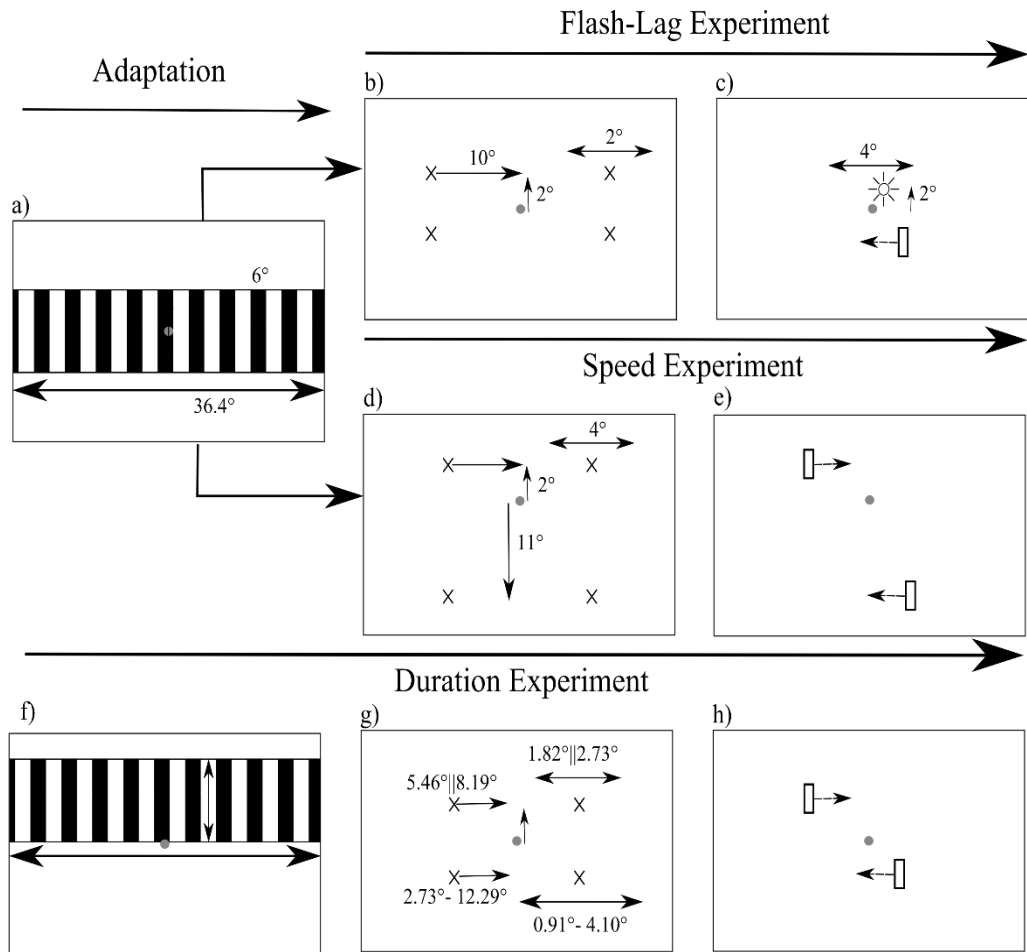 Flash-Lag Experiment
Adaptation
b)
c)
10°
2°
2°
4°
2°
a)
6°
36.4°
Speed Experiment
d)
e)
4°
2°
11°
Duration Experiment
f)
g)
h)
5.46°||8.19°
1.82°||2.73°
2.73°- 12.29°
0.91°- 4.10°